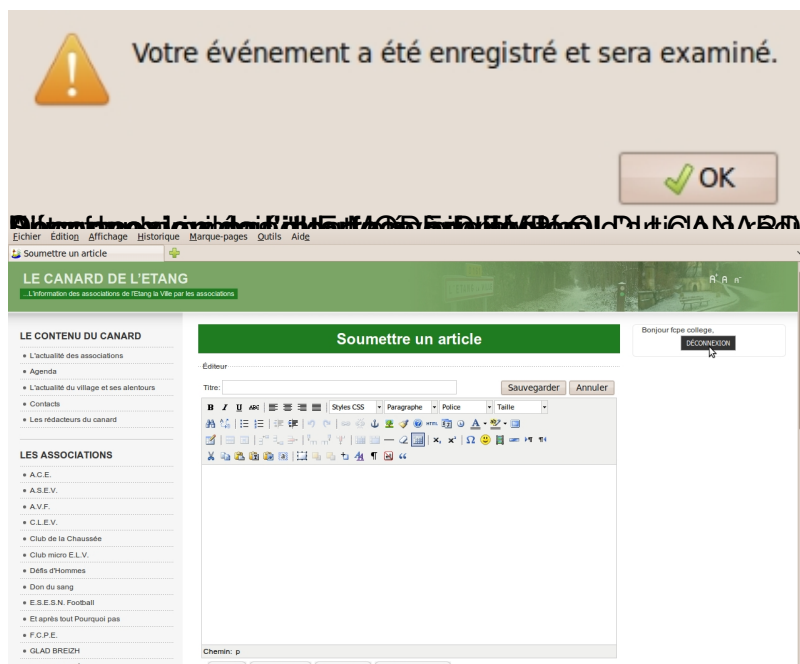 Votre événement a été enregistré et sera examiné.
OK
Fichier Édition Affichage Historique Marque-pages Outils Aide
Soumettre un article
LE CANARD DE L'ETANG
...L'Information des associations de l'Etang la Ville par les associations
A+ A A-
LE CONTENU DU CANARD
L'actualité des associations
Agenda
L'actualité du village et ses alentours
Contacts
Les rédacteurs du canard
LES ASSOCIATIONS
A.C.E.
A.S.E.V.
A.V.F.
C.L.E.V.
Club de la Chaussée
Club micro E.L.V.
Défis d'Hommes
Don du sang
E.S.E.S.N. Football
Et après tout Pourquoi pas
F.C.P.E.
GLAD BREIZH
Soumettre un article
Éditeur
Titre: Sauvegarder Annuler
B I U ABC Styles CSS Paragraphe Police Taille
HTML
Chemin: p
Bonjour fcpe college,
DÉCONNEXION